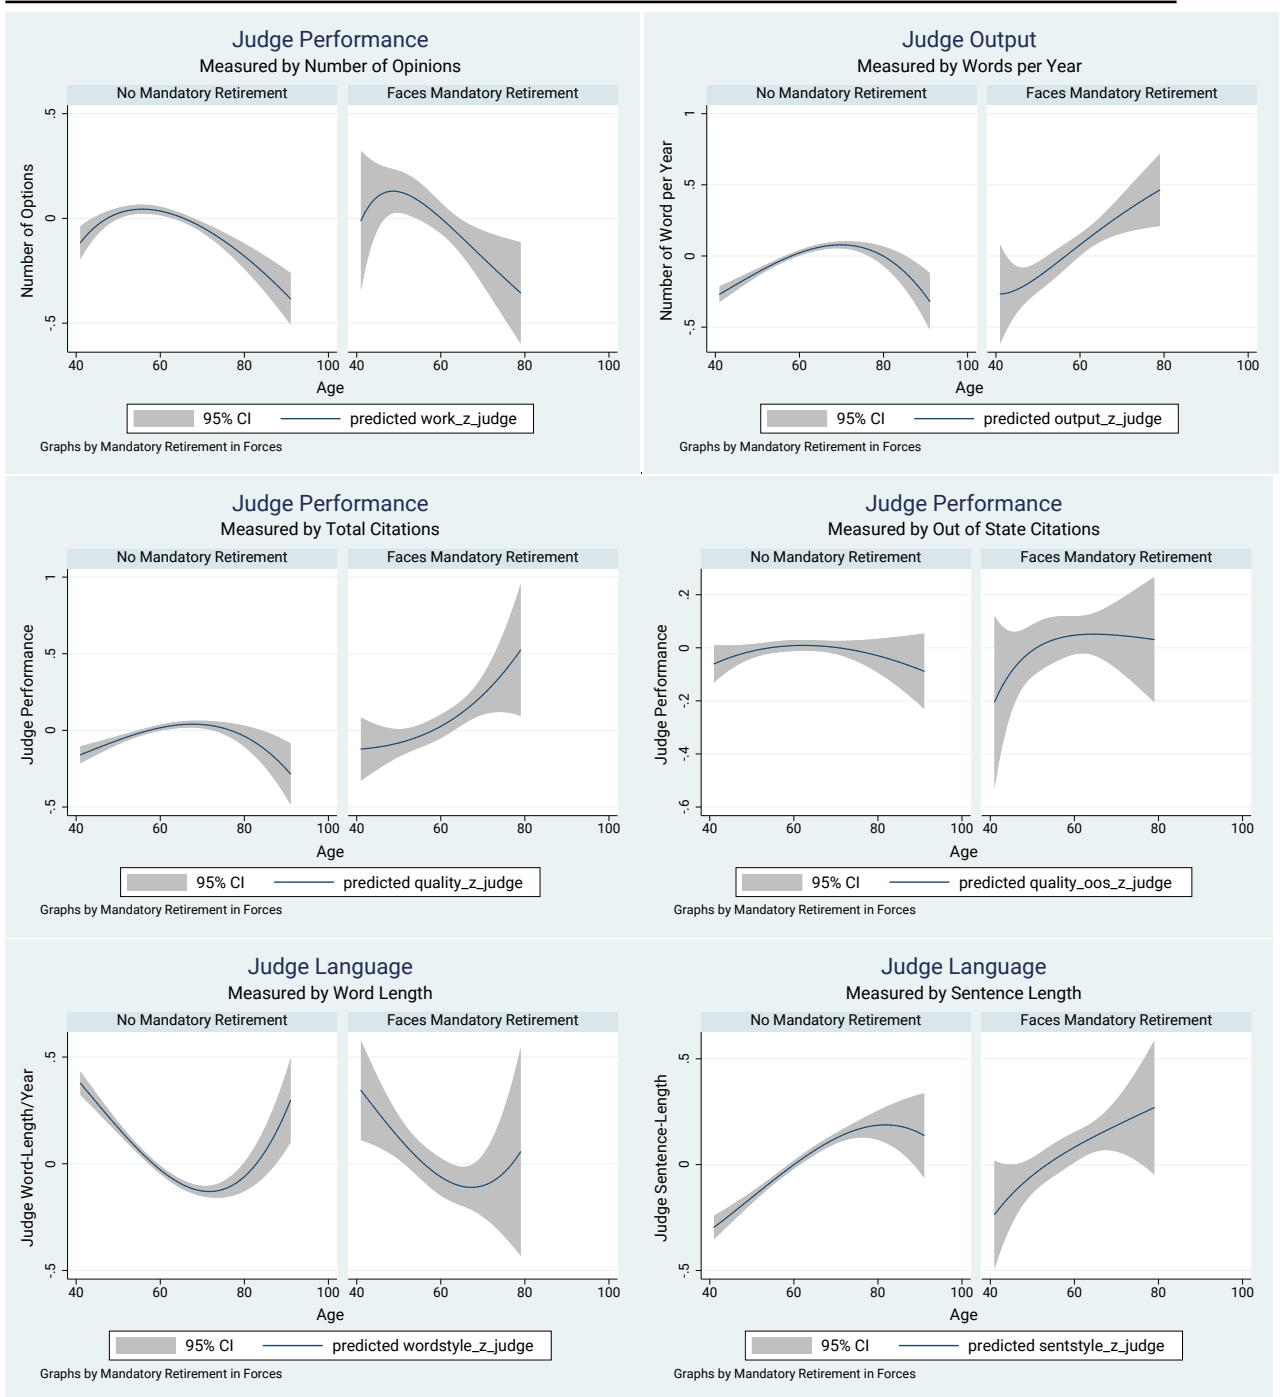 Judge Performance
Measured by Number of Opinions
No Mandatory Retirement
Faces Mandatory Retirement
Number of Options
.5
0
-.5
40 60 80 100 40 60 80 100
Age
95% CI predicted work_z_judge
Graphs by Mandatory Retirement in Forces
Judge Output
Measured by Words per Year
No Mandatory Retirement
Faces Mandatory Retirement
Number of Word per Year
1
.5
0
-.5
40 60 80 100 40 60 80 100
Age
95% CI predicted output_z_judge
Graphs by Mandatory Retirement in Forces
Judge Performance
Measured by Total Citations
No Mandatory Retirement
Faces Mandatory Retirement
Judge Performance
1
.5
0
-.5
40 60 80 100 40 60 80 100
Age
95% CI predicted quality_z_judge
Graphs by Mandatory Retirement in Forces
Judge Performance
Measured by Out of State Citations
No Mandatory Retirement
Faces Mandatory Retirement
Judge Performance
.2
0
-.2
-.4
-.6
40 60 80 100 40 60 80 100
Age
95% CI predicted quality_oos_z_judge
Graphs by Mandatory Retirement in Forces
Judge Language
Measured by Word Length
No Mandatory Retirement
Faces Mandatory Retirement
Judge Word-Length/Year
.5
0
-.5
40 60 80 100 40 60 80 100
Age
95% CI predicted wordstyle_z_judge
Graphs by Mandatory Retirement in Forces
Judge Language
Measured by Sentence Length
No Mandatory Retirement
Faces Mandatory Retirement
Judge Sentence-Length
.5
0
-.5
40 60 80 100 40 60 80 100
Age
95% CI predicted sentstyle_z_judge
Graphs by Mandatory Retirement in Forces